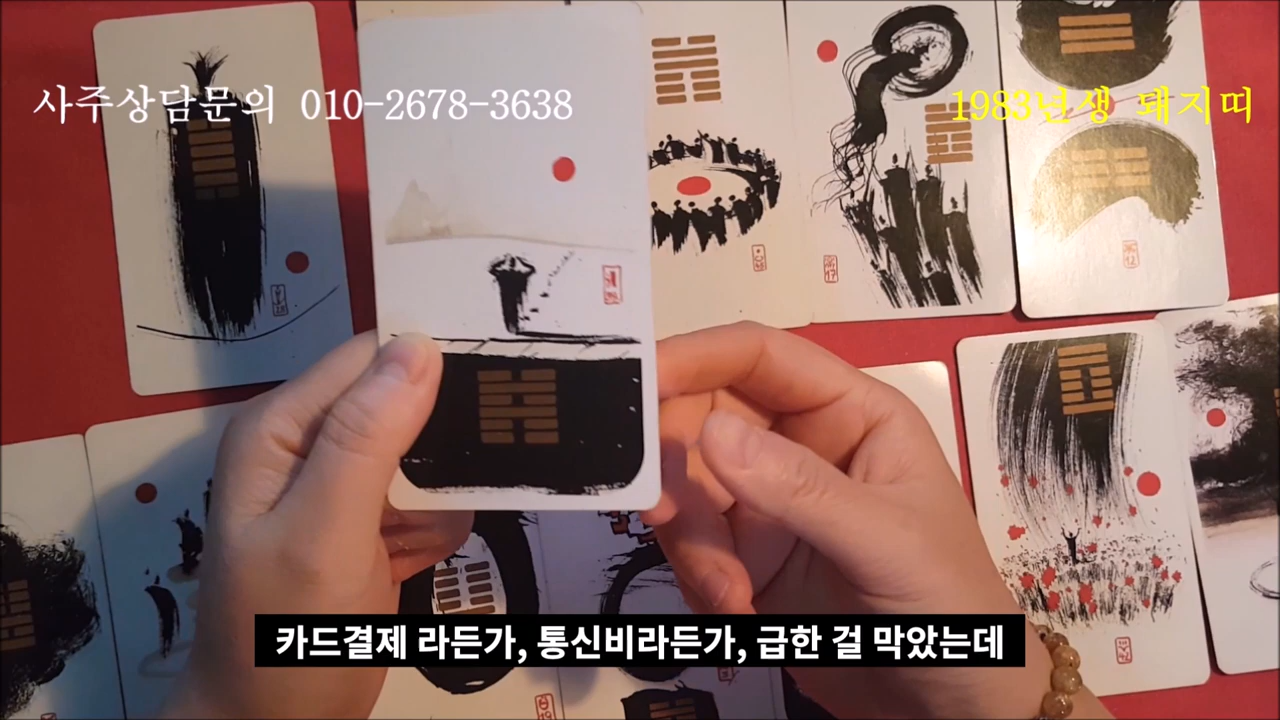 사주상담문의 010-2678-3638
1983년생 돼지띠
카드결제 라든가, 통신비라든가, 급한 걸 막았는데